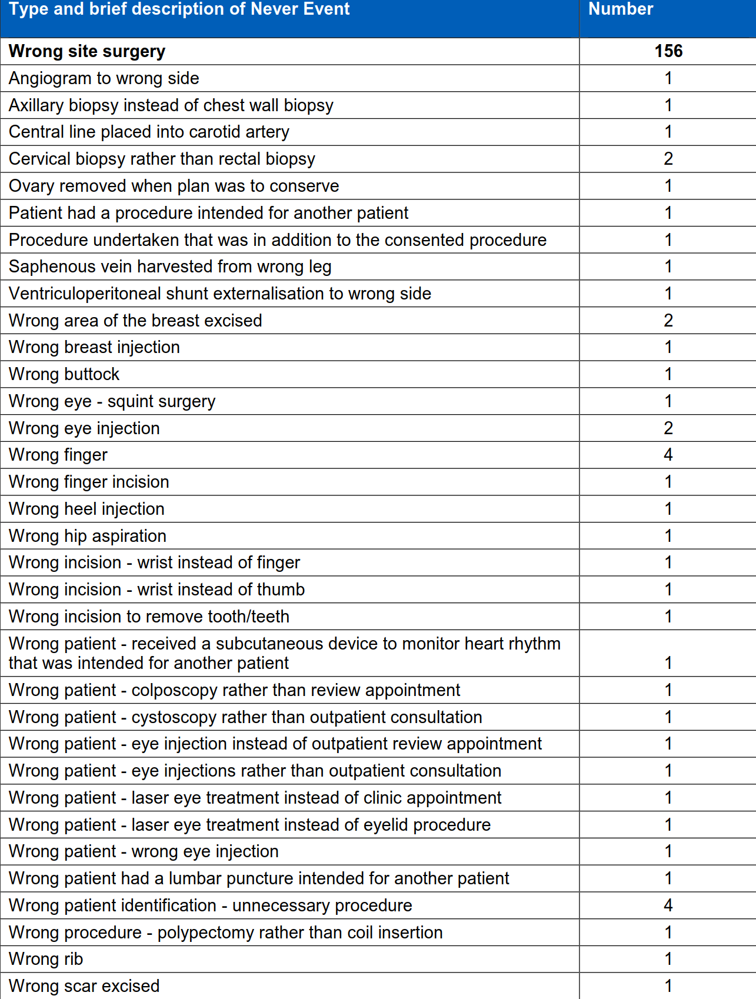 Type and brief description of Never Event Number
Wrong site surgery 156
Angiogram to wrong side 1
Axillary biopsy instead of chest wall biopsy 1
Central line placed into carotid artery 1
Cervical biopsy rather than rectal biopsy 2
Ovary removed when plan was to conserve 1
Patient had a procedure intended for another patient 1
Procedure undertaken that was in addition to the consented procedure 1
Saphenous vein harvested from wrong leg 1
Ventriculoperitoneal shunt externalisation to wrong side 1
Wrong area of the breast excised 2
Wrong breast injection 1
Wrong buttock 1
Wrong eye - squint surgery 1
Wrong eye injection 2
Wrong finger 4
Wrong finger incision 1
Wrong heel injection 1
Wrong hip aspiration 1
Wrong incision - wrist instead of finger 1
Wrong incision - wrist instead of thumb 1
Wrong incision to remove tooth/teeth 1
Wrong patient - received a subcutaneous device to monitor heart rhythm
that was intended for another patient 1
Wrong patient - colposcopy rather than review appointment 1
Wrong patient - cystoscopy rather than outpatient consultation 1
Wrong patient - eye injection instead of outpatient review appointment 1
Wrong patient - eye injections rather than outpatient consultation 1
Wrong patient - laser eye treatment instead of clinic appointment 1
Wrong patient - laser eye treatment instead of eyelid procedure 1
Wrong patient - wrong eye injection 1
Wrong patient had a lumbar puncture intended for another patient 1
Wrong patient identification - unnecessary procedure 4
Wrong procedure - polypectomy rather than coil insertion 1
Wrong rib 1
Wrong scar excised 1